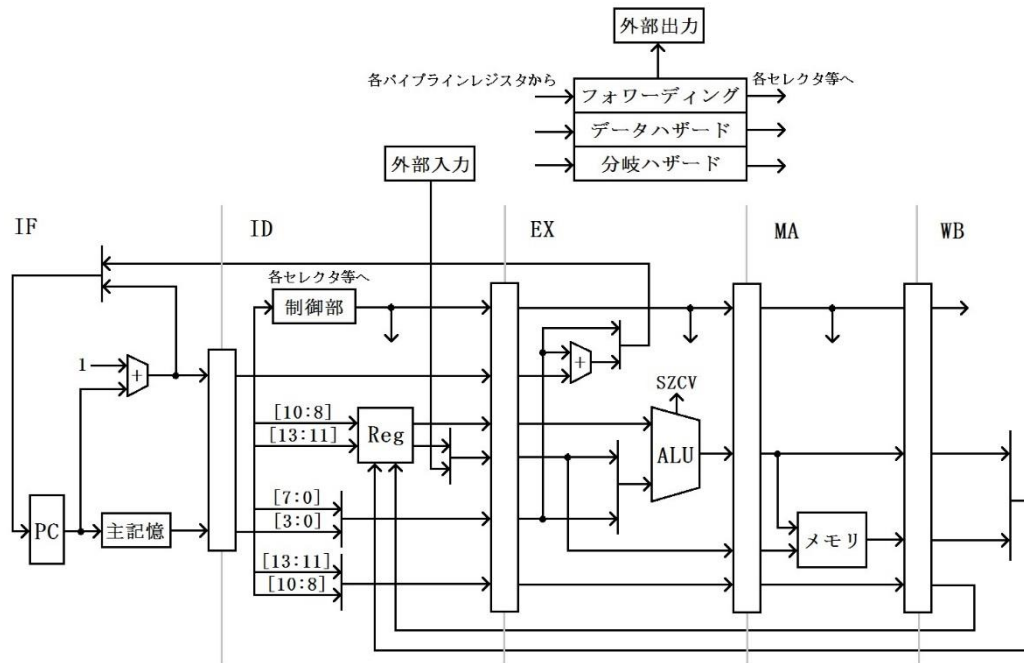 外部出力
各パイプラインレジスタから
フォワーディング
各セレクタ等へ
データハザード
分岐ハザード
外部入力
IF
ID
EX
MA
WB
各セレクタ等へ
制御部
1
+
+
SZCV
[10:8]
[13:11]
Reg
ALU
[7:0]
[3:0]
PC
主記憶
メモリ
[13:11]
[10:8]